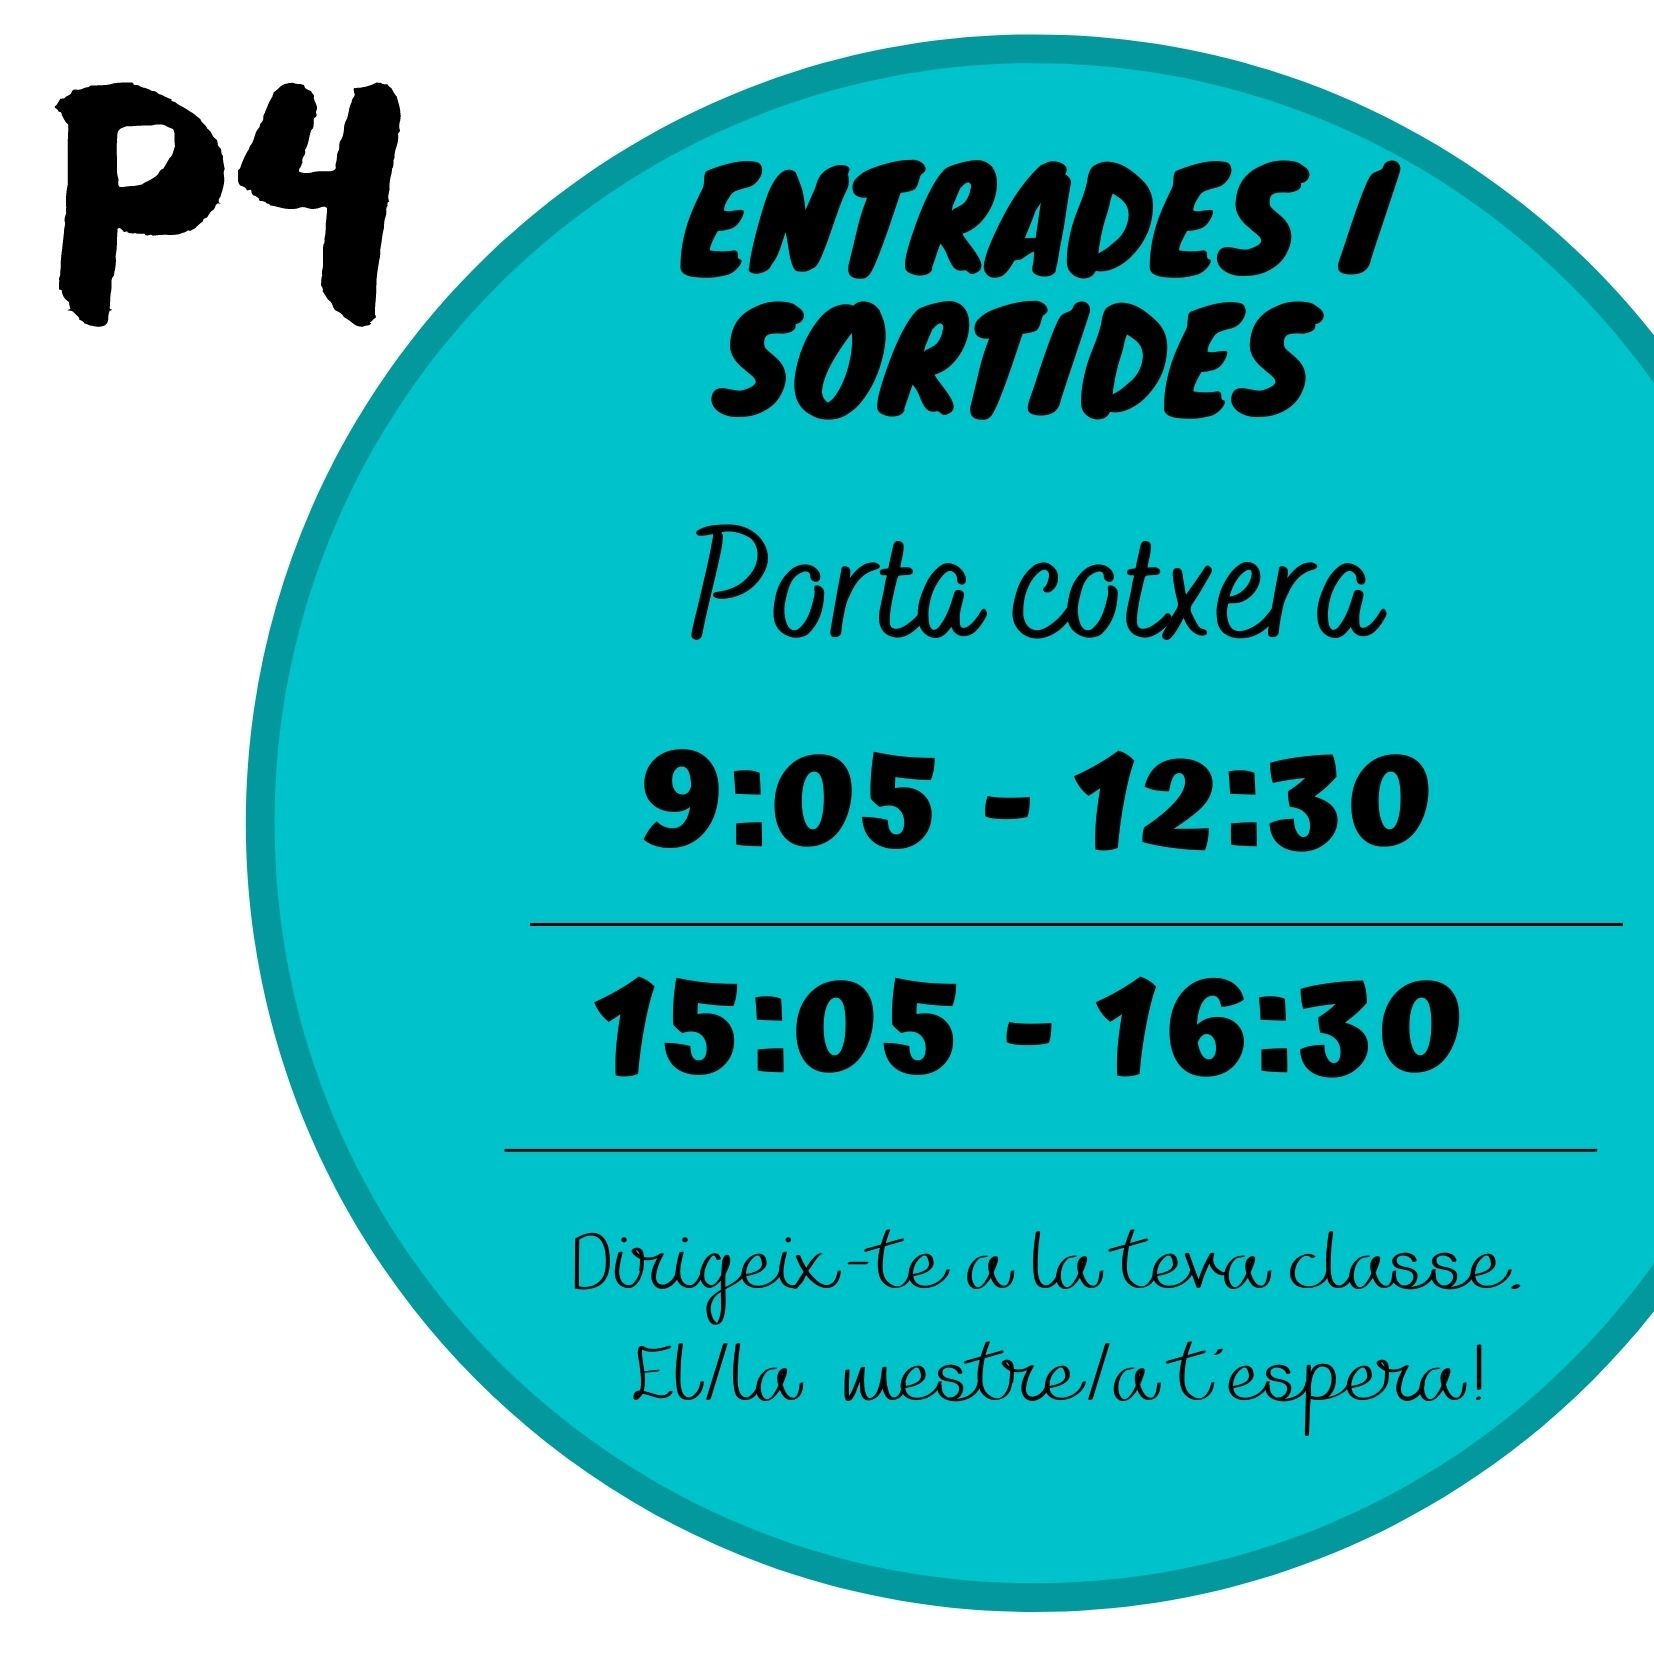 P4
ENTRADES I
SORTIDES
Porta cotxera
9:05 - 12:30
15:05 - 16:30
Dirigeix-te a la teva classe.
El/la mestre/a t´espera!